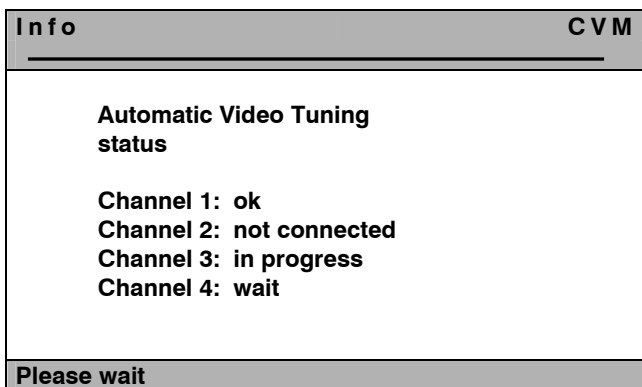 Info CVM
Automatic Video Tuning
status
Channel 1: ok
Channel 2: not connected
Channel 3: in progress
Channel 4: wait
Please wait